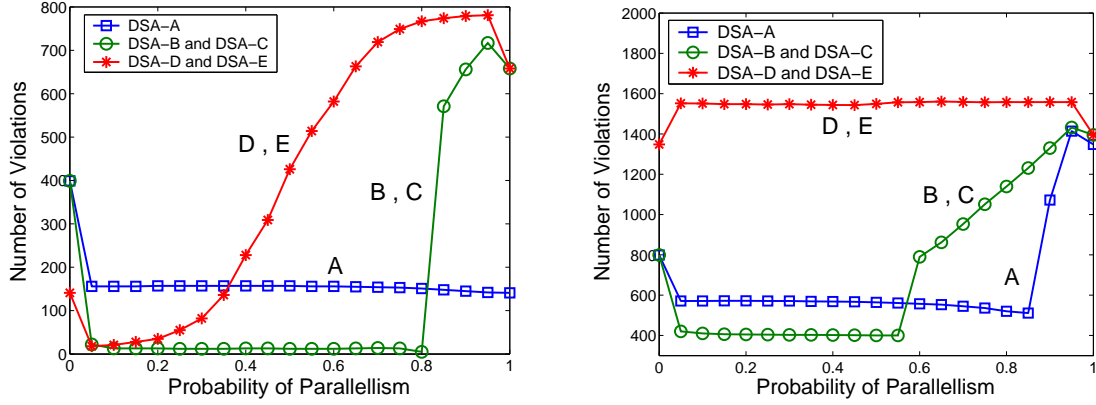 800
700
600
500
400
300
200
100
0
0
0.2
0.4
0.6
0.8
1
Number of Violations
Probability of Parallellism
DSA−A
DSA−B and DSA−C
DSA−D and DSA−E
D , E
B , C
A
2000
1800
1600
1400
1200
1000
800
600
400
0
0.2
0.4
0.6
0.8
1
Number of Violations
Probability of Parallellism
DSA−A
DSA−B and DSA−C
DSA−D and DSA−E
D , E
B , C
A